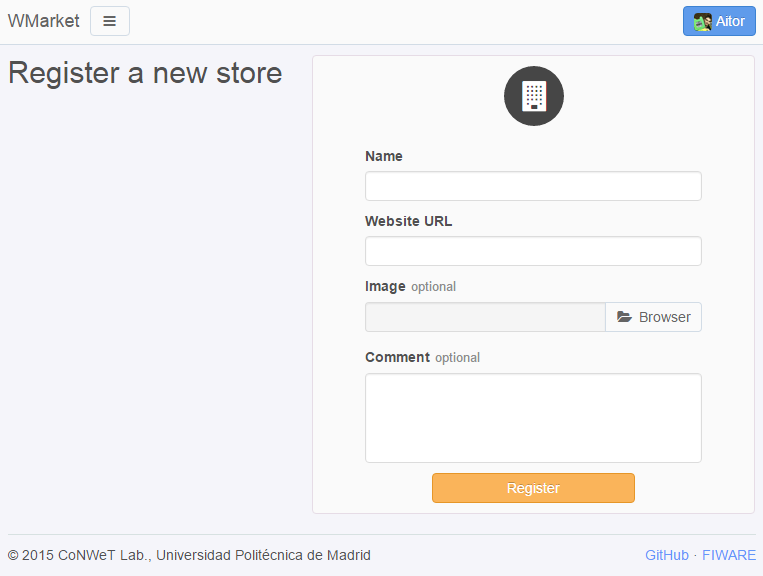 WMarket
Aitor
Register a new store
Name
Website URL
Image optional
Browser
Comment optional
Register
© 2015 CoNWeT Lab., Universidad Politécnica de Madrid
GitHub · FIWARE